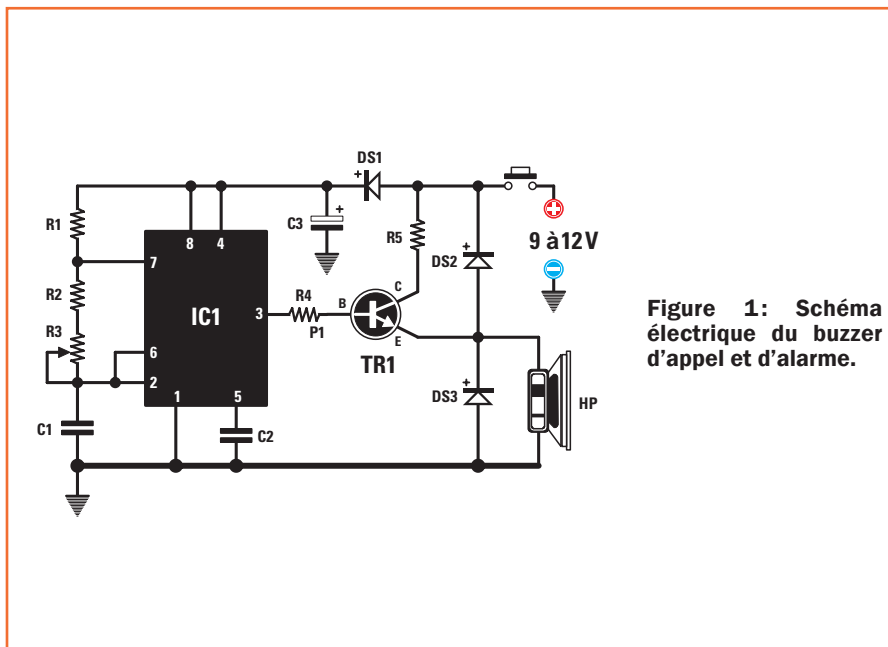 DS1
+
R1
C3
+
R5
9 à 12 V
8
4
7
DS2
+
R2
R4
B
C
IC1
3
P1
E
R3
TR1
6
2
DS3
+
HP
1
5
C1
C2
Figure 1: Schéma
électrique du buzzer
d’appel et d’alarme.